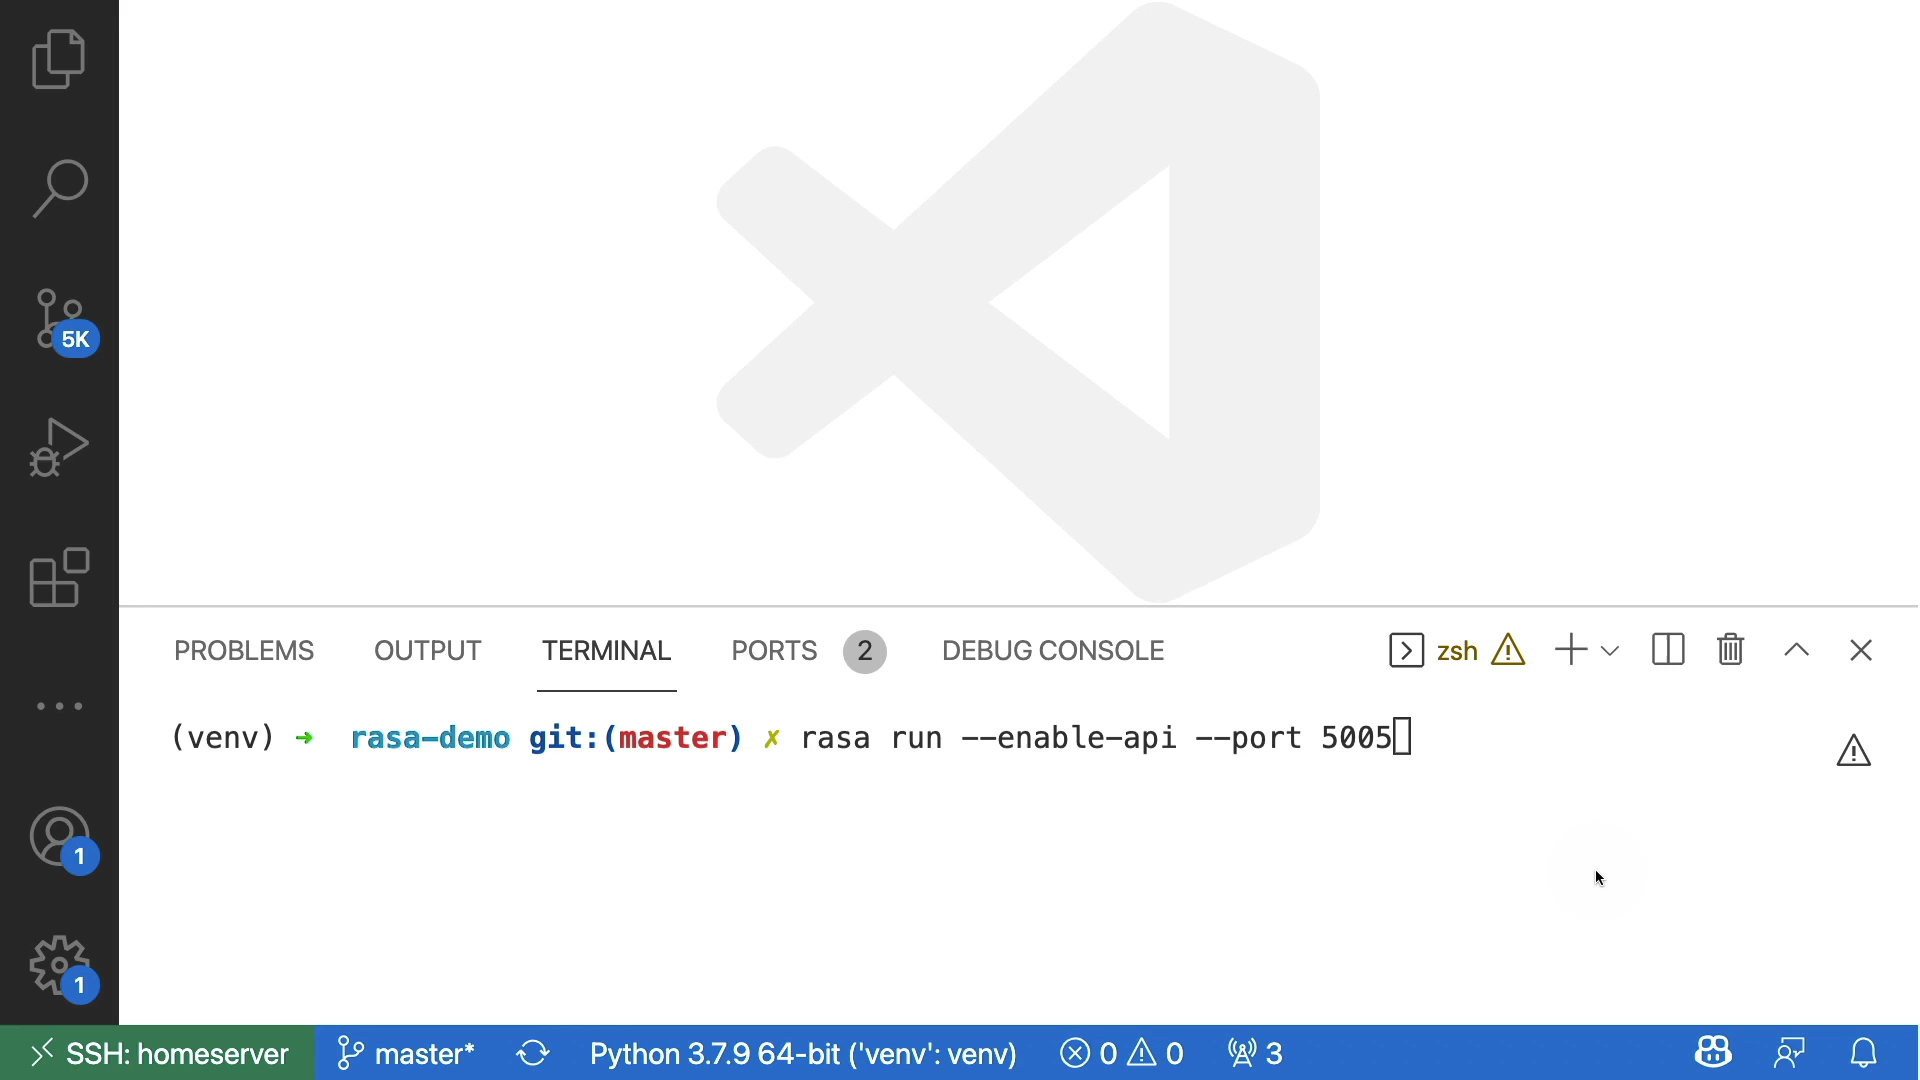 5K
PROBLEMS OUTPUT TERMINAL PORTS 2 DEBUG CONSOLE zsh
(venv) ➜ rasa-demo git:(master) ✗ rasa run --enable-api --port 5005
1
1
SSH: homeserver master* Python 3.7.9 64-bit ('venv': venv) 0 0 3